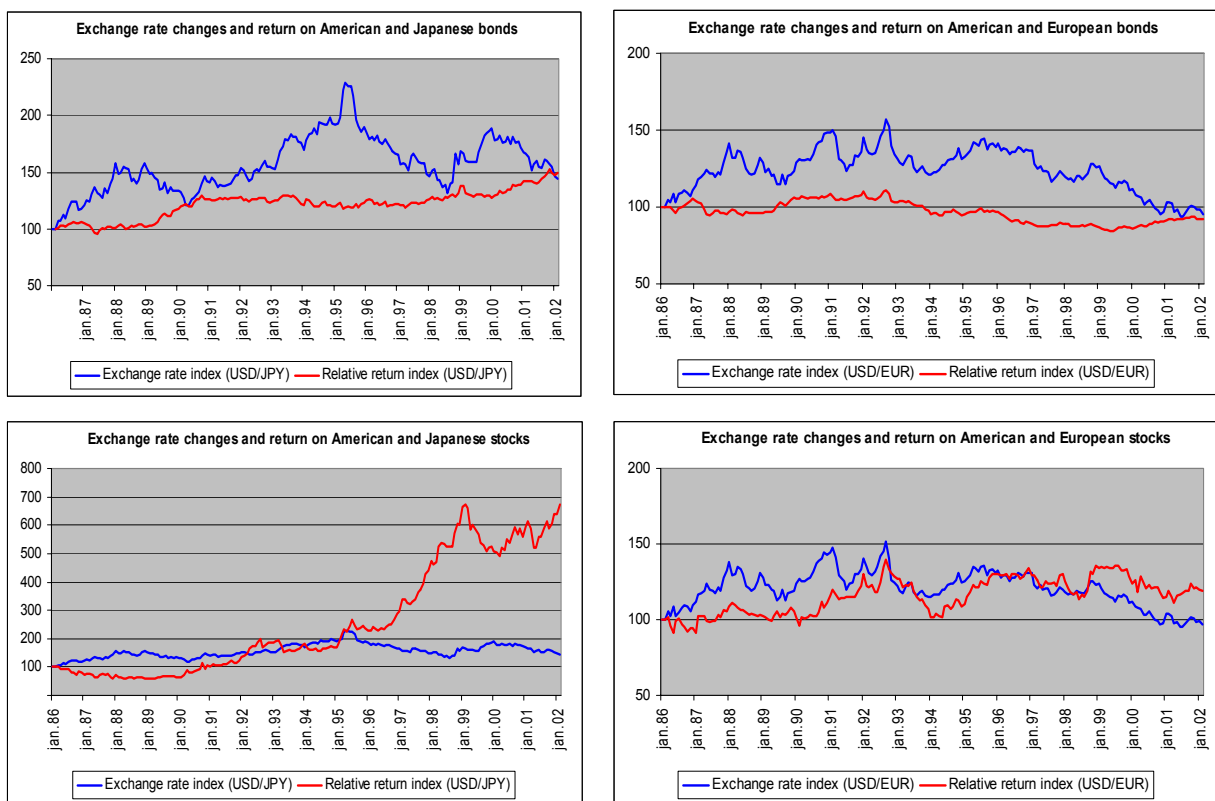 Exchange rate changes and return on American and Japanese bonds
250
200
150
100
50
jan.87
jan.88
jan.89
jan.90
jan.91
jan.92
jan.93
jan.94
jan.95
jan.96
jan.97
jan.98
jan.99
jan.00
jan.01
jan.02
Exchange rate index (USD/JPY) Relative return index (USD/JPY)
Exchange rate changes and return on American and European bonds
200
150
100
50
jan.86
jan.87
jan.88
jan.89
jan.90
jan.91
jan.92
jan.93
jan.94
jan.95
jan.96
jan.97
jan.98
jan.99
jan.00
jan.01
jan.02
Exchange rate index (USD/EUR) Relative return index (USD/EUR)
Exchange rate changes and return on American and Japanese stocks
800
700
600
500
400
300
200
100
jan.86
jan.87
jan.88
jan.89
jan.90
jan.91
jan.92
jan.93
jan.94
jan.95
jan.96
jan.97
jan.98
jan.99
jan.00
jan.01
jan.02
Exchange rate index (USD/JPY) Relative return index (USD/JPY)
Exchange rate changes and return on American and European stocks
200
150
100
50
jan.86
jan.87
jan.88
jan.89
jan.90
jan.91
jan.92
jan.93
jan.94
jan.95
jan.96
jan.97
jan.98
jan.99
jan.00
jan.01
jan.02
Exchange rate index (USD/EUR) Relative return index (USD/EUR)